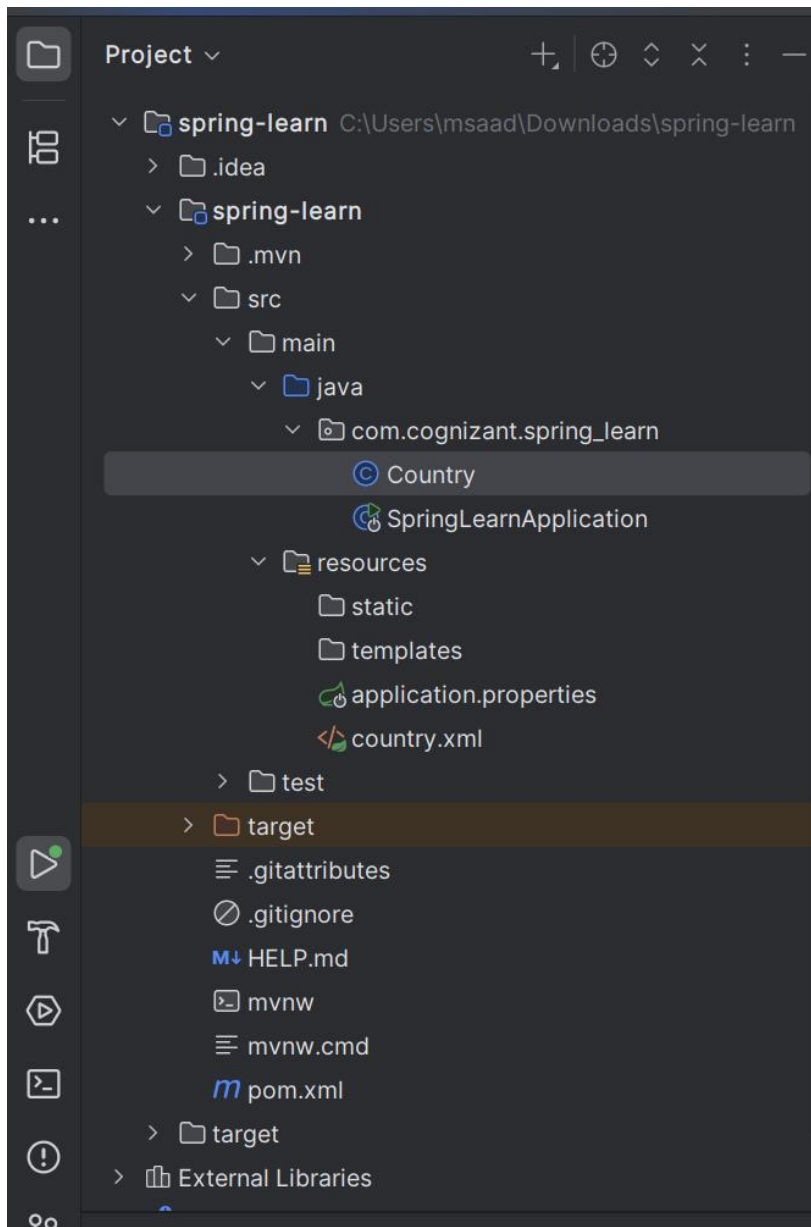 Project
spring-learn C:\Users\msaad\Downloads\spring-learn
.idea
spring-learn
.mvn
src
main
java
com.cognizant.spring_learn
Country
SpringLearnApplication
resources
static
templates
application.properties
country.xml
test
target
.gitattributes
.gitignore
M↓ HELP.md
mvnw
mvnw.cmd
m pom.xml
target
External Libraries